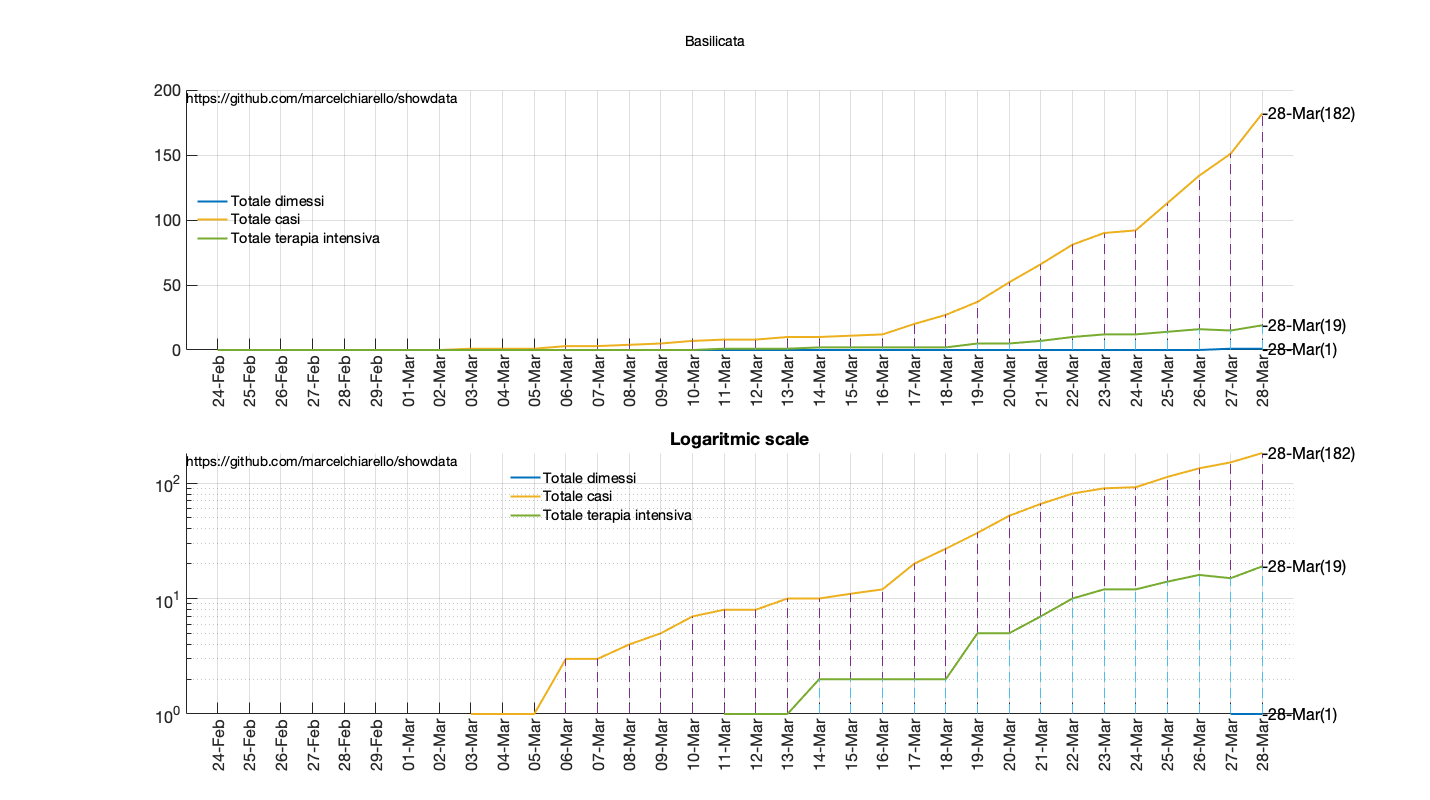 Basilicata
200
https://github.com/marcelchiarello/showdata
28-Mar(182)
150
Totale dimessi
100
Totale casi
Totale terapia intensiva
50
28-Mar(19)
0
28-Mar(1)
24-Feb
25-Feb
26-Feb
27-Feb
28-Feb
29-Feb
01-Mar
02-Mar
03-Mar
04-Mar
05-Mar
06-Mar
07-Mar
08-Mar
09-Mar
10-Mar
11-Mar
12-Mar
13-Mar
14-Mar
15-Mar
16-Mar
17-Mar
18-Mar
19-Mar
20-Mar
21-Mar
22-Mar
23-Mar
24-Mar
25-Mar
26-Mar
27-Mar
28-Mar
Logaritmic scale
https://github.com/marcelchiarello/showdata
28-Mar(182)
Totale dimessi
10²
Totale casi
Totale terapia intensiva
28-Mar(19)
10¹
10⁰
28-Mar(1)
24-Feb
25-Feb
26-Feb
27-Feb
28-Feb
29-Feb
01-Mar
02-Mar
03-Mar
04-Mar
05-Mar
06-Mar
07-Mar
08-Mar
09-Mar
10-Mar
11-Mar
12-Mar
13-Mar
14-Mar
15-Mar
16-Mar
17-Mar
18-Mar
19-Mar
20-Mar
21-Mar
22-Mar
23-Mar
24-Mar
25-Mar
26-Mar
27-Mar
28-Mar